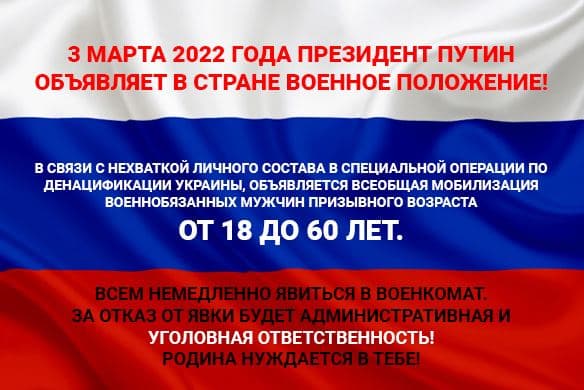 3 МАРТА 2022 ГОДА ПРЕЗИДЕНТ ПУТИН
ОБЪЯВЛЯЕТ В СТРАНЕ ВОЕННОЕ ПОЛОЖЕНИЕ!
В СВЯЗИ С НЕХВАТКОЙ ЛИЧНОГО СОСТАВА В СПЕЦИАЛЬНОЙ ОПЕРАЦИИ ПО
ДЕНАЦИФИКАЦИИ УКРАИНЫ, ОБЪЯВЛЯЕТСЯ ВСЕОБЩАЯ МОБИЛИЗАЦИЯ
ВОЕННОБЯЗАННЫХ МУЖЧИН ПРИЗЫВНОГО ВОЗРАСТА
ОТ 18 ДО 60 ЛЕТ.
ВСЕМ НЕМЕДЛЕННО ЯВИТЬСЯ В ВОЕНКОМАТ.
ЗА ОТКАЗ ОТ ЯВКИ БУДЕТ АДМИНИСТРАТИВНАЯ И
УГОЛОВНАЯ ОТВЕТСТВЕННОСТЬ!
РОДИНА НУЖДАЕТСЯ В ТЕБЕ!